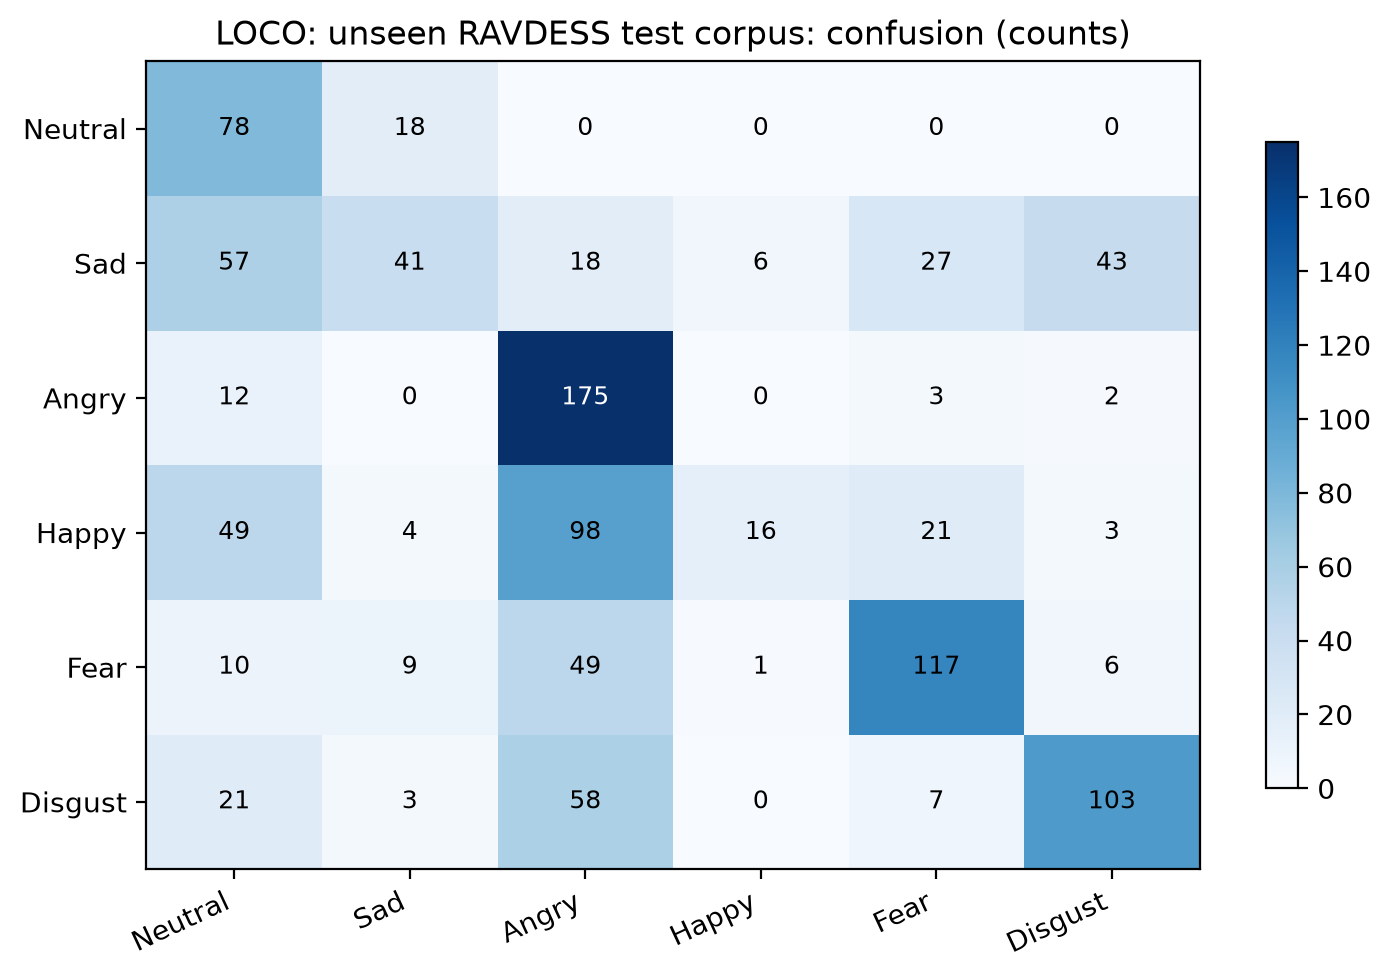 LOCO: unseen RAVDESS test corpus: confusion (counts)
Neutral 78 18 0 0 0 0
Sad 57 41 18 6 27 43
Angry 12 0 175 0 3 2
Happy 49 4 98 16 21 3
Fear 10 9 49 1 117 6
Disgust 21 3 58 0 7 103
Neutral Sad Angry Happy Fear Disgust
160
140
120
100
80
60
40
20
0